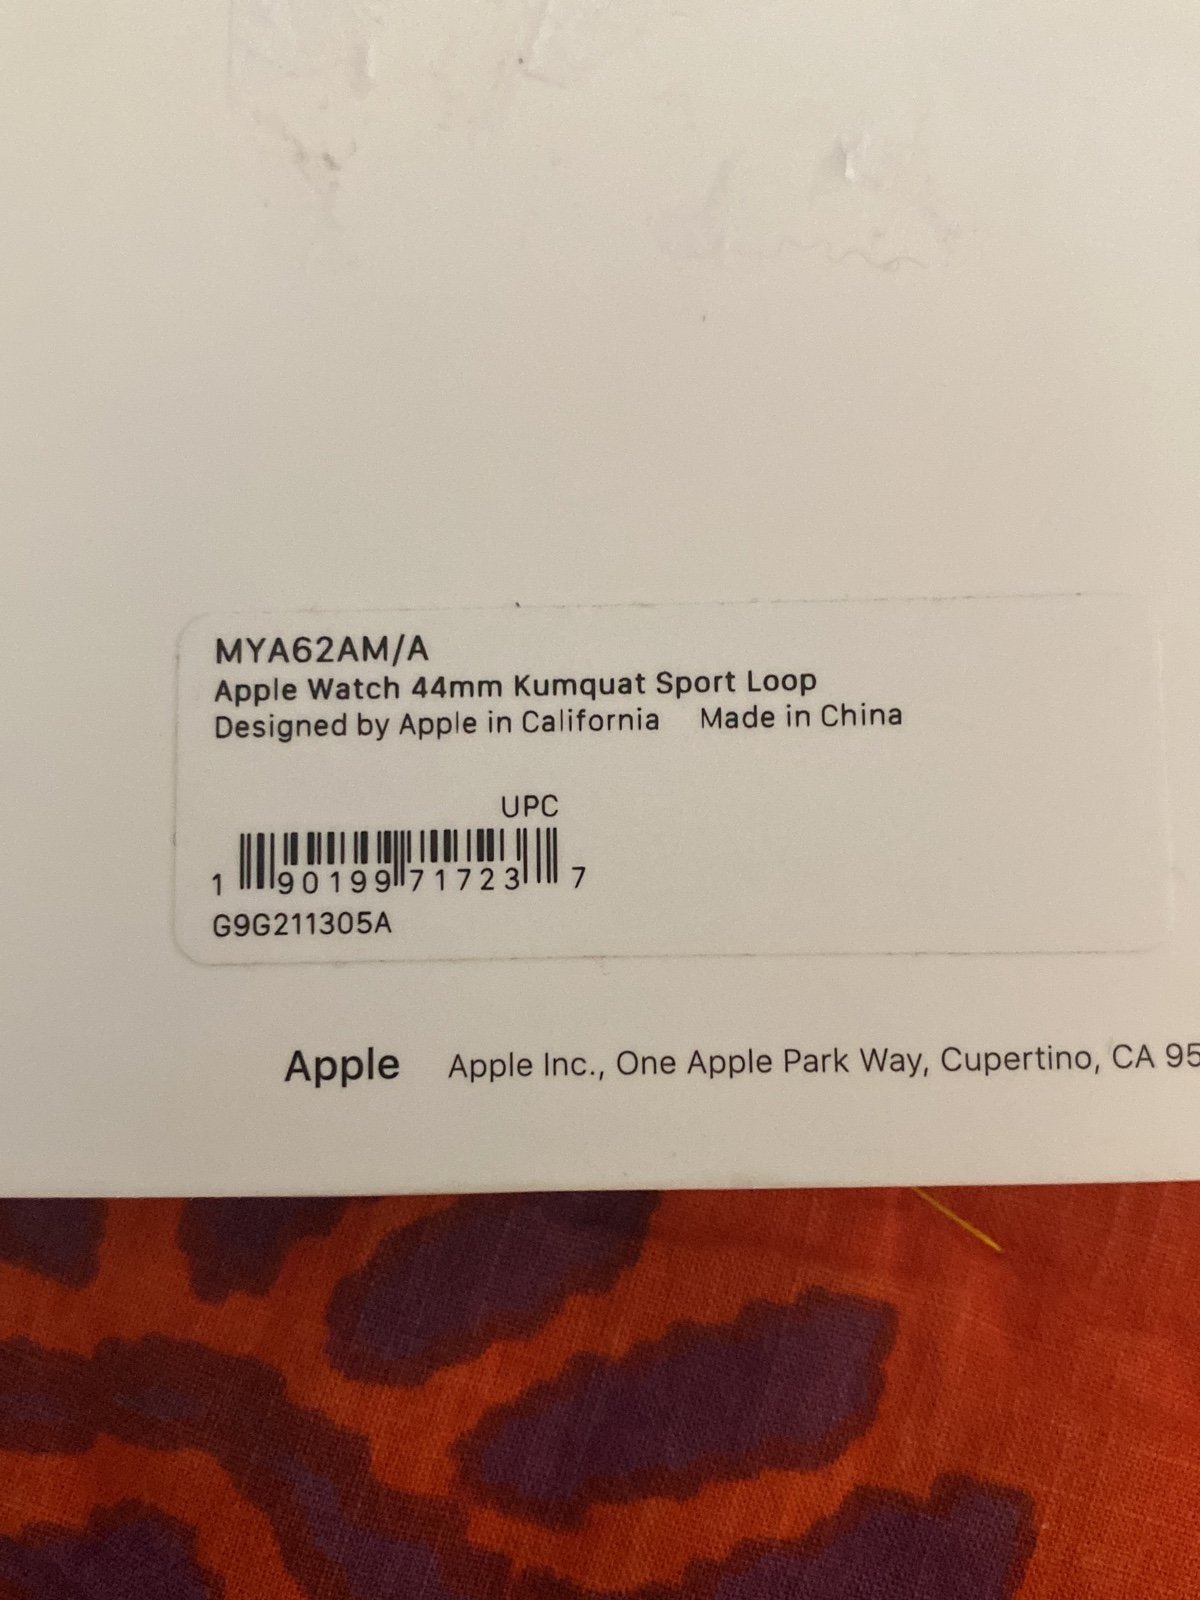 MYA62AM/A
Apple Watch 44mm Kumquat Sport Loop
Designed by Apple in California Made in China
UPC
1 90199 71723 7
G9G211305A
Apple Apple Inc., One Apple Park Way, Cupertino, CA 95